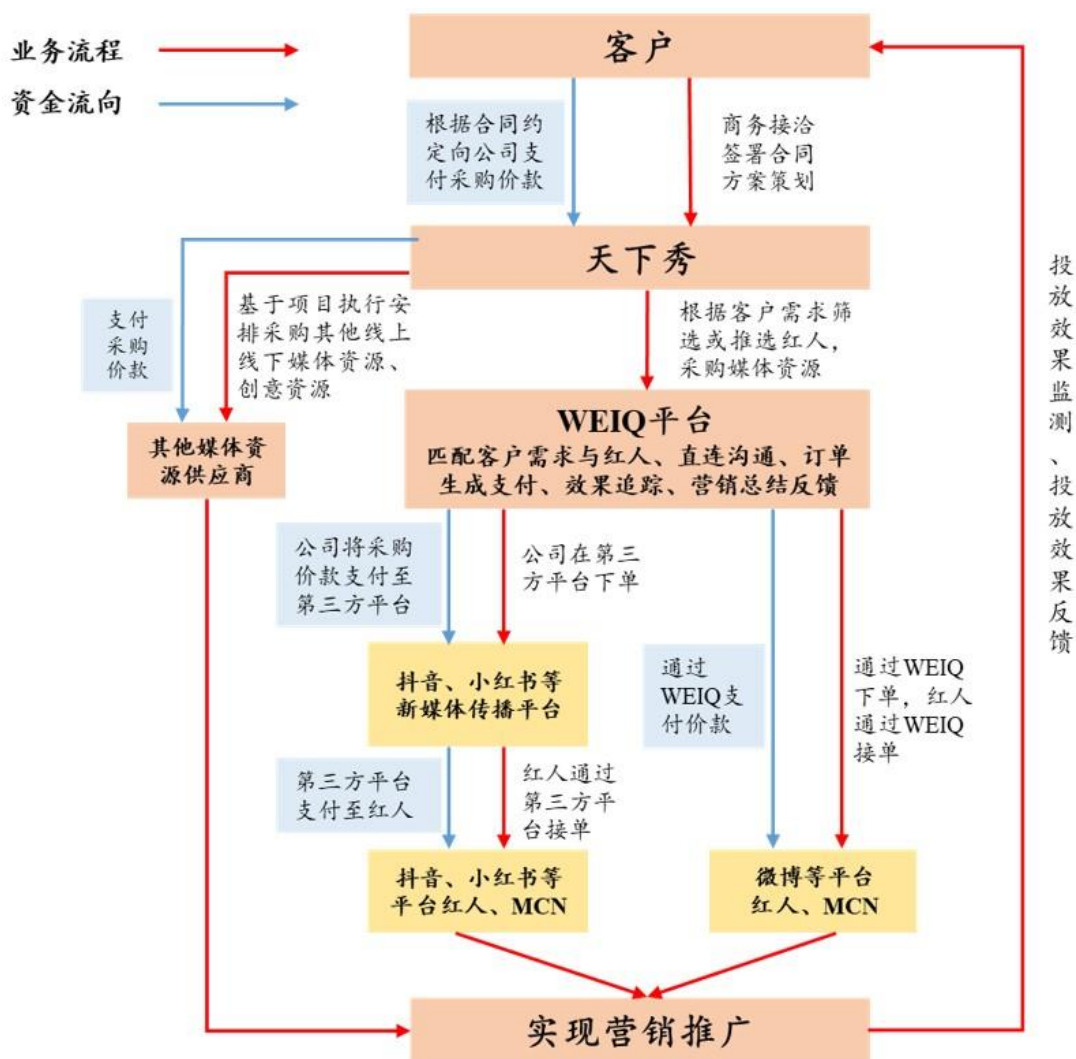 业务流程
资金流向
客户
根据合同约
定向公司支
付采购价款
商务接洽
签署合同
方案策划
天下秀
支付
采购
价款
基于项目执行安
排采购其他线上
线下媒体资源、
创意资源
根据客户需求筛
选或推选红人，
采购媒体资源
其他媒体资
源供应商
WEIQ平台
匹配客户需求与红人、直连沟通、订单
生成支付、效果追踪、营销总结反馈
公司将采购
价款支付至
第三方平台
公司在第三
方平台下单
抖音、小红书等
新媒体传播平台
通过
WEIQ支
付价款
通过WEIQ
下单，红人
通过WEIQ
接单
第三方平台
支付至红人
红人通过
第三方平
台接单
抖音、小红书等
平台红人、MCN
微博等平台
红人、MCN
实现营销推广
投放效果监测、投放效果反馈